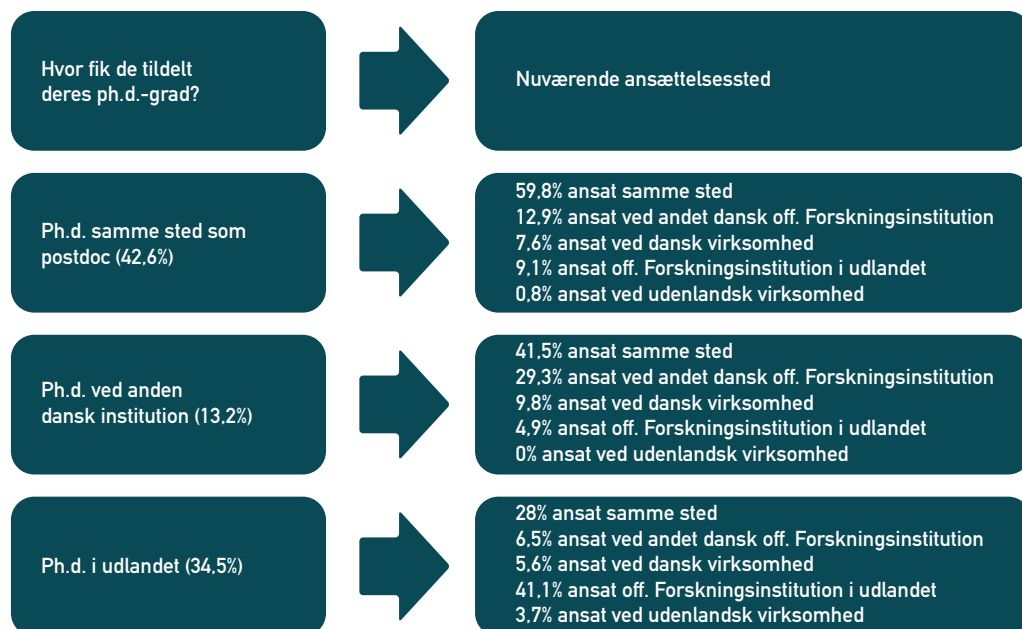 Hvor fik de tildelt
deres ph.d.-grad?
Nuværende ansættelsessted
Ph.d. samme sted som
postdoc (42,6%)
59,8% ansat samme sted
12,9% ansat ved andet dansk off. Forskningsinstitution
7,6% ansat ved dansk virksomhed
9,1% ansat off. Forskningsinstitution i udlandet
0,8% ansat ved udenlandsk virksomhed
Ph.d. ved anden
dansk institution (13,2%)
41,5% ansat samme sted
29,3% ansat ved andet dansk off. Forskningsinstitution
9,8% ansat ved dansk virksomhed
4,9% ansat off. Forskningsinstitution i udlandet
0% ansat ved udenlandsk virksomhed
Ph.d. i udlandet (34,5%)
28% ansat samme sted
6,5% ansat ved andet dansk off. Forskningsinstitution
5,6% ansat ved dansk virksomhed
41,1% ansat off. Forskningsinstitution i udlandet
3,7% ansat ved udenlandsk virksomhed